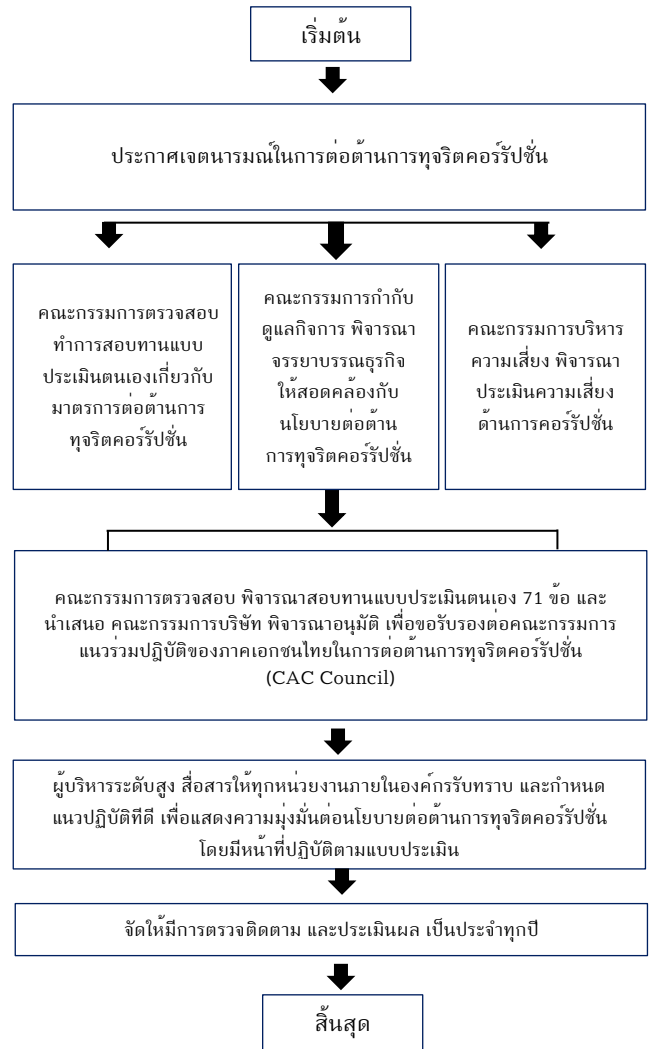 เริ่มต้น
ประกาศเจตนารมณ์ในการต่อต้านการทุจริตคอร์รัปชั่น
คณะกรรมการตรวจสอบ
ทำการสอบทานแบบ
ประเมินตนเองเกี่ยวกับ
มาตรการต่อต้านการ
ทุจริตคอร์รัปชั่น
คณะกรรมการกำกับ
ดูแลกิจการ พิจารณา
จรรยาบรรณธุรกิจ
ให้สอดคล้องกับ
นโยบายต่อต้าน
การทุจริตคอร์รัปชั่น
คณะกรรมการบริหาร
ความเสี่ยง พิจารณา
ประเมินความเสี่ยง
ด้านการคอร์รัปชั่น
คณะกรรมการตรวจสอบ พิจารณาสอบทานแบบประเมินตนเอง 71 ข้อ และ
นำเสนอ คณะกรรมการบริษัท พิจารณาอนุมัติ เพื่อขอรับรองต่อคณะกรรมการ
แนวร่วมปฎิบัติของภาคเอกชนไทยในการต่อต้านการทุจริตคอร์รัปชั่น
(CAC Council)
ผู้บริหารระดับสูง สื่อสารให้ทุกหน่วยงานภายในองค์กรรับทราบ และกำหนด
แนวปฏิบัติทีดี เพื่อแสดงความมุ่งมั่นต่อนโยบายต่อต้านการทุจริตคอร์รัปชั่น
โดยมีหน้าที่ปฏิบัติตามแบบประเมิน
จัดให้มีการตรวจติดตาม และประเมินผล เป็นประจำทุกปี
สิ้นสุด